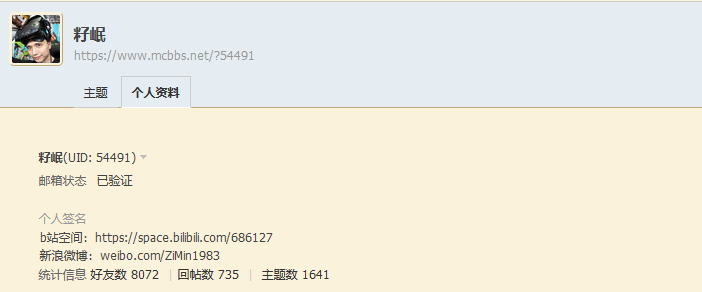 籽岷
https://www.mcbbs.net/?54491
主题 个人资料
籽岷(UID: 54491)
邮箱状态 已验证
个人签名
b站空间：https://space.bilibili.com/686127
新浪微博：weibo.com/ZiMin1983
统计信息 好友数 8072 | 回帖数 735 | 主题数 1641